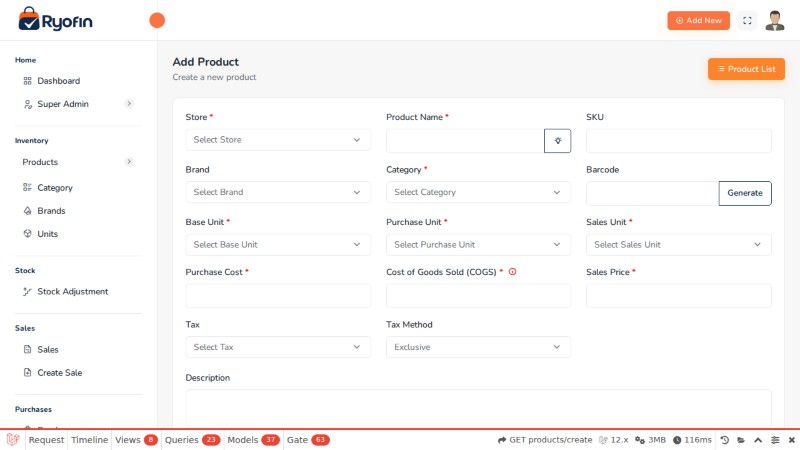 Ryofin
Add New
Home
Dashboard
Super Admin
Inventory
Products
Category
Brands
Units
Stock
Stock Adjustment
Sales
Sales
Create Sale
Purchases
Add Product
Create a new product
Product List
Store *
Product Name *
SKU
Select Store
Brand
Category *
Barcode
Select Brand
Select Category
Generate
Base Unit *
Purchase Unit *
Sales Unit *
Select Base Unit
Select Purchase Unit
Select Sales Unit
Purchase Cost *
Cost of Goods Sold (COGS) *
Sales Price *
Tax
Tax Method
Select Tax
Exclusive
Description
Request Timeline Views 8 Queries 23 Models 37 Gate 63 GET products/create 12.x 3MB 116ms